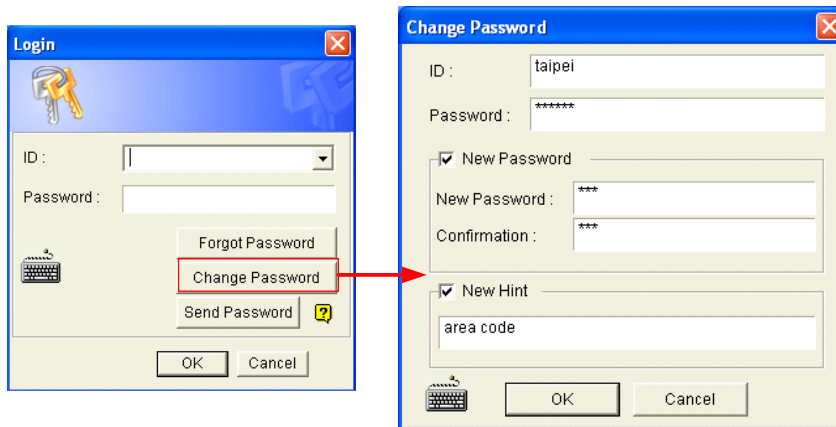 Login
ID :
Password :
Forgot Password
Change Password
Send Password
?
OK Cancel
Change Password
ID : taipei
Password : ******
New Password
New Password : ***
Confirmation : ***
New Hint
area code
OK Cancel